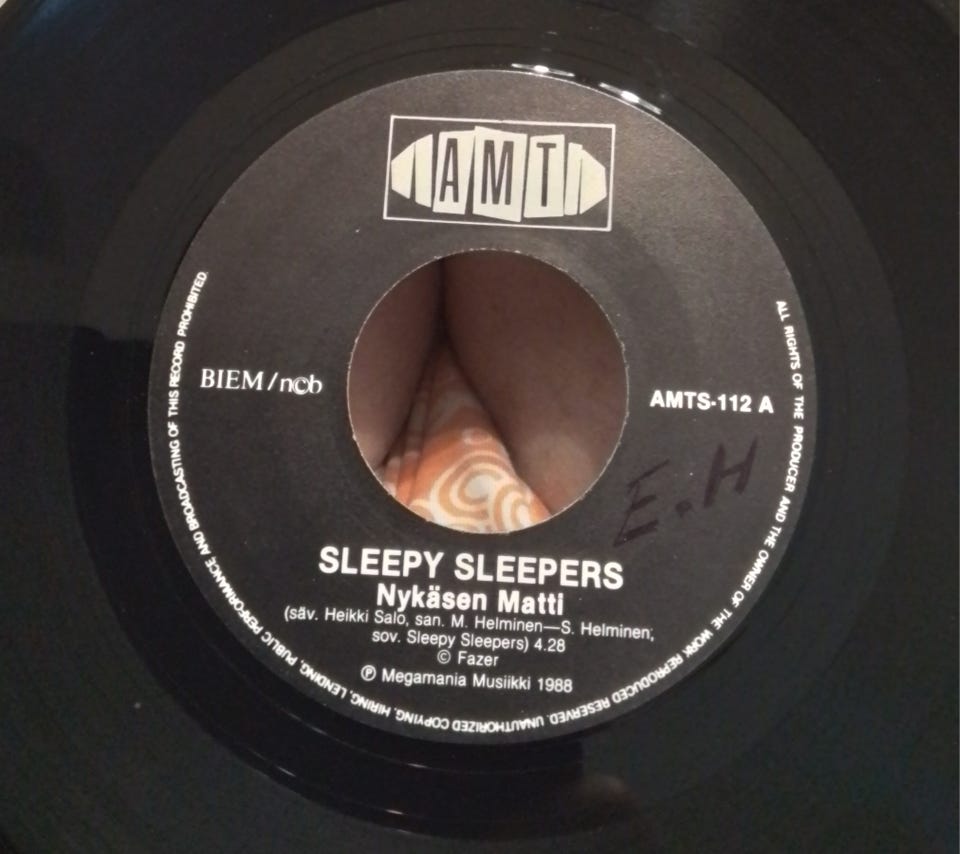 AMT
BIEM/ncb
AMTS-112 A
E.H
SLEEPY SLEEPERS
Nykäsen Matti
(säv. Heikki Salo, san. M. Helminen—S. Helminen;
sov. Sleepy Sleepers) 4.28
© Fazer
℗ Megamania Musiikki 1988
ALL RIGHTS OF THE PRODUCER AND THE OWNER OF THE WORK REPRODUCED RESERVED. UNAUTHORIZED COPYING, HIRING, LENDING, PUBLIC PERFORMANCE AND BROADCASTING OF THIS RECORD PROHIBITED.